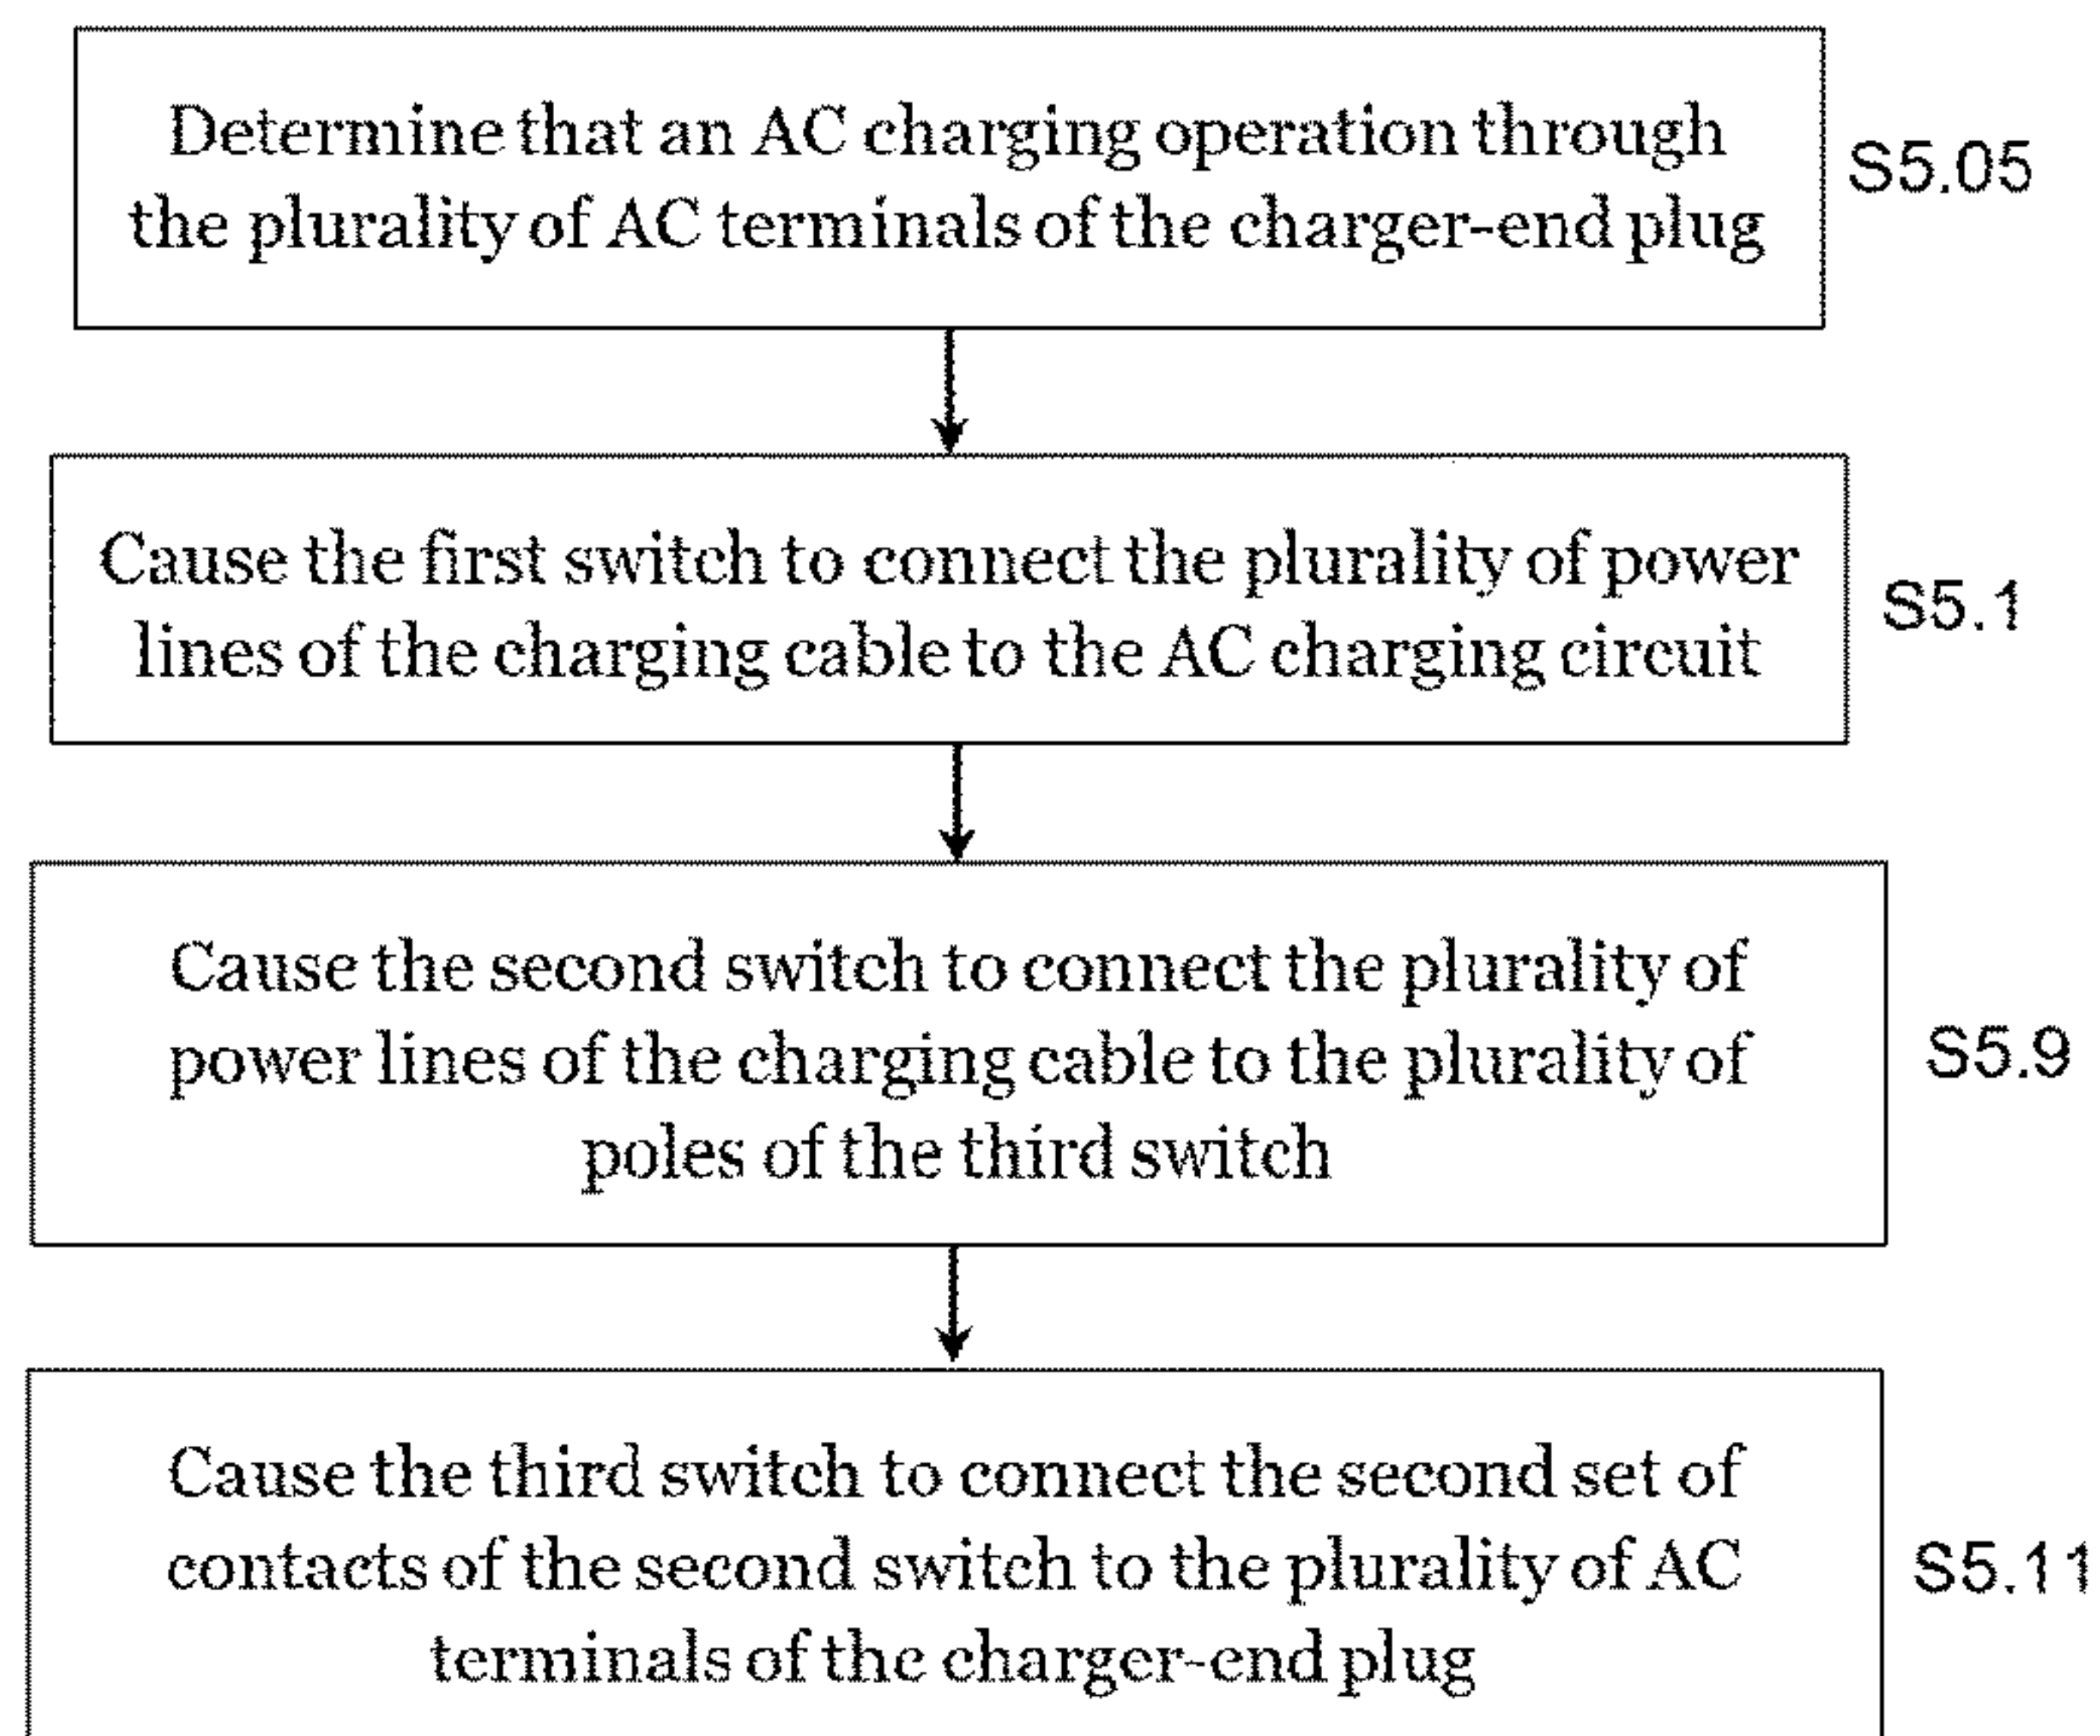 Determine that an AC charging operation through
the plurality of AC terminals of the charger-end plug
S5.05
Cause the first switch to connect the plurality of power
lines of the charging cable to the AC charging circuit
S5.1
Cause the second switch to connect the plurality of
power lines of the charging cable to the plurality of
poles of the third switch
S5.9
Cause the third switch to connect the second set of
contacts of the second switch to the plurality of AC
terminals of the charger-end plug
S5.11